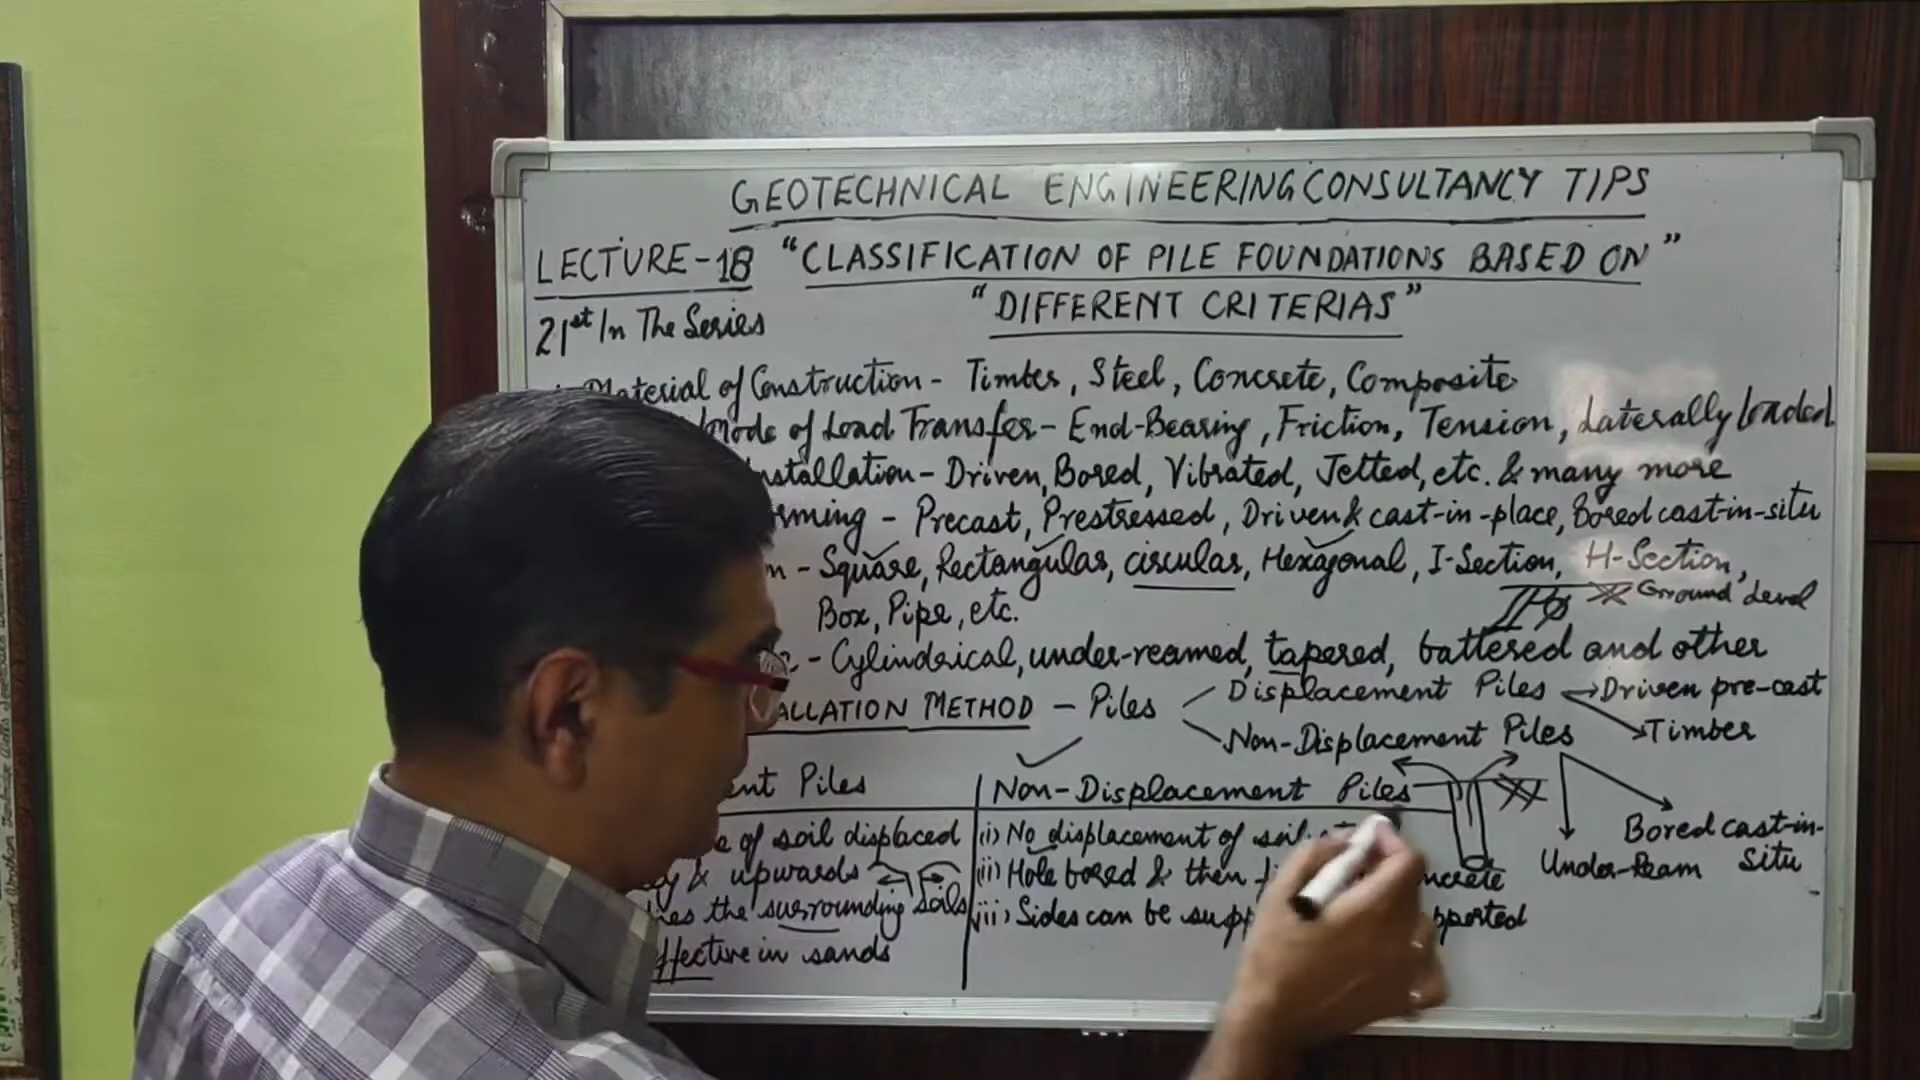 GEOTECHNICAL ENGINEERING CONSULTANCY TIPS
LECTURE-18 "CLASSIFICATION OF PILE FOUNDATIONS BASED ON"
"DIFFERENT CRITERIAS"
21st In The Series
Material of Construction - Timber, Steel, Concrete, Composite
Mode of Load Transfer - End-Bearing, Friction, Tension, Laterally Loaded
nstallation - Driven, Bored, Vibrated, Jetted, etc. & many more
rming - Precast, Prestressed, Driven & cast-in-place, Bored cast-in-situ
n - Square, Rectangular, circular, Hexagonal, I-Section, H-Section,
Box, Pipe, etc.
Ground Level
- Cylindrical, under-reamed, tapered, battered and other
ALLATION METHOD - Piles
Displacement Piles → Driven pre-cast
Timber
Non-Displacement Piles
Under-Ream
Bored cast-in-situ
ent Piles
e of soil displaced
y & upwards
es the surrounding soils
ffective in sands
Non-Displacement Piles
(i) No displacement of soil
(ii) Hole bored & then ncrete
(iii) Sides can be supp pported